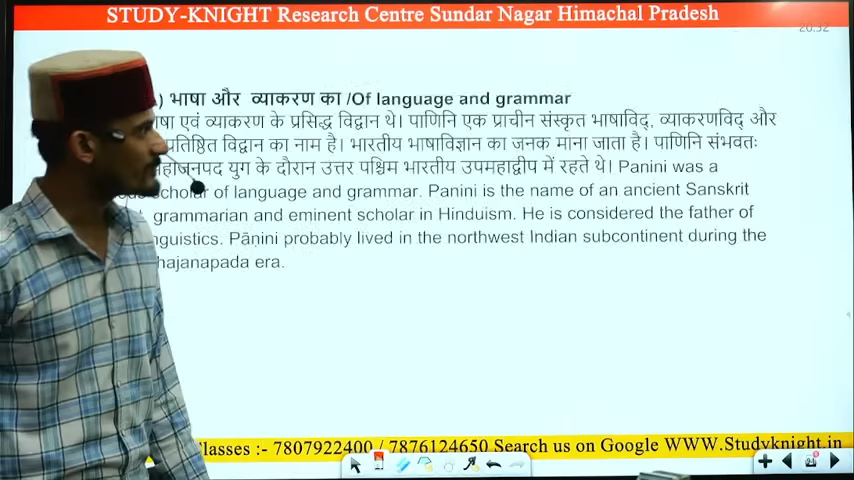 STUDY-KNIGHT Research Centre Sundar Nagar Himachal Pradesh
20:32
) भाषा और व्याकरण का /Of language and grammar
षा एवं व्याकरण के प्रसिद्ध विद्वान थे। पाणिनि एक प्राचीन संस्कृत भाषाविद्, व्याकरणविद् और
प्रतिष्ठित विद्वान का नाम है। भारतीय भाषाविज्ञान का जनक माना जाता है। पाणिनि संभवतः
हाजनपद युग के दौरान उत्तर पश्चिम भारतीय उपमहाद्वीप में रहते थे। Panini was a
scholar of language and grammar. Panini is the name of an ancient Sanskrit
grammarian and eminent scholar in Hinduism. He is considered the father of
nguistics. Pāṇini probably lived in the northwest Indian subcontinent during the
hajanapada era.
Classes :- 7807922400 / 7876124650 Search us on Google WWW.Studyknight.in